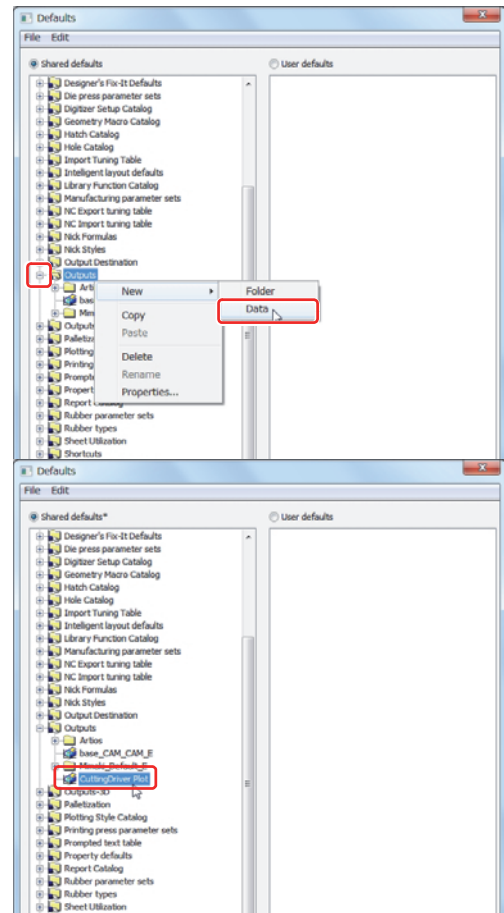 Defaults
File Edit
Shared defaults
User defaults
Designer's Fix-It Defaults
Die press parameter sets
Digitizer Setup Catalog
Geometry Macro Catalog
Hatch Catalog
Hole Catalog
Import Tuning Table
Intelligent layout defaults
Library Function Catalog
Manufacturing parameter sets
NC Export tuning table
NC Import tuning table
Nick Formulas
Nick Styles
Output Destination
Outputs
New
Folder
Data
Copy
Paste
Delete
Rename
Properties...
Plotting
Printing
Report
Rubber parameter sets
Rubber types
Sheet Utilization
Shortcuts
Defaults
File Edit
Shared defaults*
User defaults
Designer's Fix-It Defaults
Die press parameter sets
Digitizer Setup Catalog
Geometry Macro Catalog
Hatch Catalog
Hole Catalog
Import Tuning Table
Intelligent layout defaults
Library Function Catalog
Manufacturing parameter sets
NC Export tuning table
NC Import tuning table
Nick Formulas
Nick Styles
Output Destination
Outputs
Artios
base_CAM_CAM_E
CuttingDriver Plot
Outputs-3D
Palletization
Plotting Style Catalog
Printing press parameter sets
Prompted text table
Property defaults
Report Catalog
Rubber parameter sets
Rubber types
Sheet Utilization